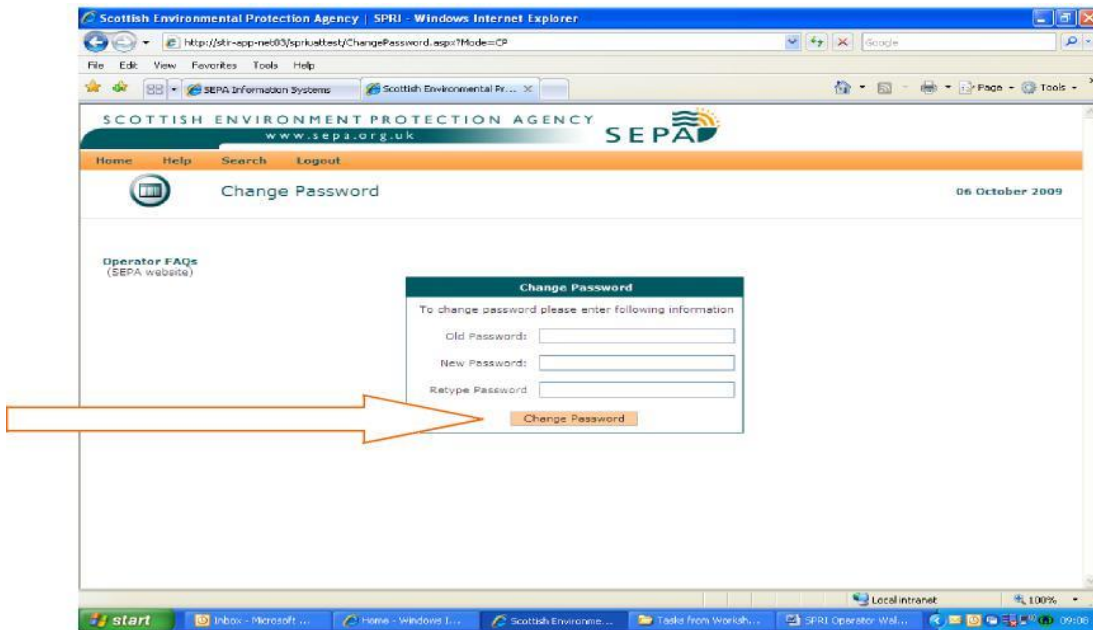 Scottish Environmental Protection Agency | SPRI - Windows Internet Explorer
http://stir-app-net03/spriuattest/ChangePassword.aspx?Mode=CP
Google
File Edit View Favorites Tools Help
SEPA Information Systems
Scottish Environmental Pr...
Page
Tools
SCOTTISH ENVIRONMENT PROTECTION AGENCY
www.sepa.org.uk
SEPA
Home Help Search Logout
Change Password
06 October 2009
Operator FAQs
(SEPA website)
Change Password
To change password please enter following information
Old Password:
New Password:
Retype Password
Change Password
Local intranet
100%
start
Inbox - Microsoft ...
Home - Windows I...
Scottish Environme...
Tasks from Worksh...
SPRI Operator Wal...
09:08